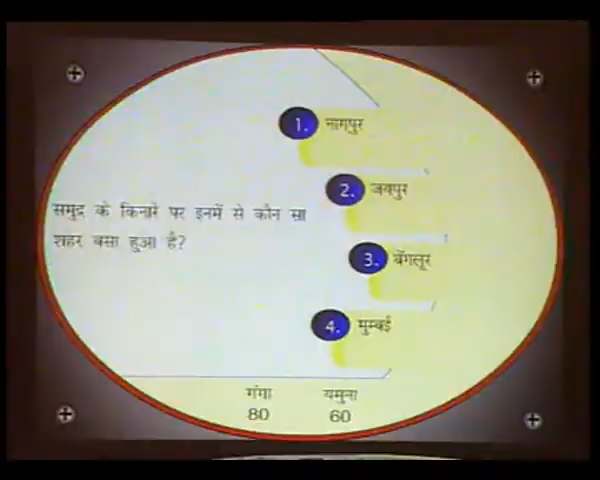 समुद्र के किनारे पर इनमें से कौन सा
शहर बसा हुआ है?
1. नागपुर
2. जयपुर
3. बेंगलूर
4. मुम्बई
गंगा यमुना
80 60